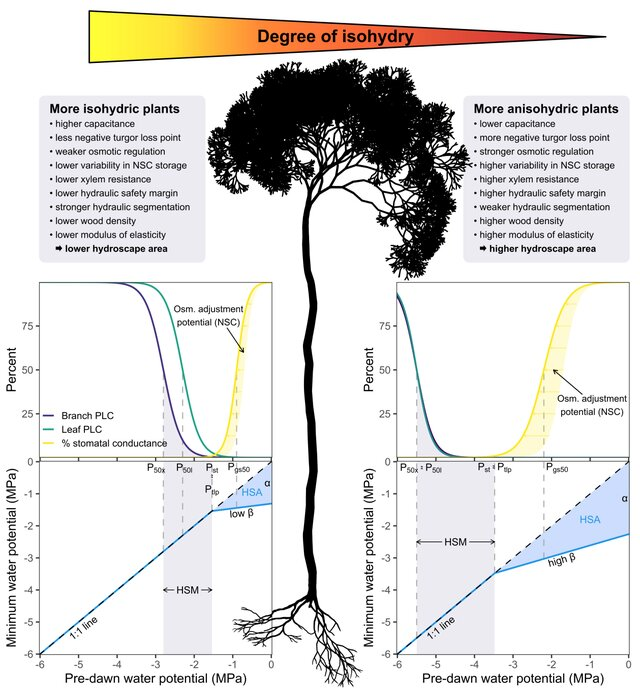 Degree of isohydry
More isohydric plants
• higher capacitance
• less negative turgor loss point
• weaker osmotic regulation
• lower variability in NSC storage
• lower xylem resistance
• lower hydraulic safety margin
• stronger hydraulic segmentation
• lower wood density
• lower modulus of elasticity
➡ lower hydroscape area
More anisohydric plants
• lower capacitance
• more negative turgor loss point
• stronger osmotic regulation
• higher variability in NSC storage
• higher xylem resistance
• higher hydraulic safety margin
• weaker hydraulic segmentation
• higher wood density
• higher modulus of elasticity
➡ higher hydroscape area
Percent
75
50
25
0
Osm. adjustment
potential (NSC)
Branch PLC
Leaf PLC
% stomatal conductance
P50x
P50l
Pst
Pgs50
Ptlp
Minimum water potential (MPa)
0
-1
-2
-3
-4
-5
-6
α
HSA
low β
HSM
1:1 line
-6
-5
-4
-3
-2
-1
0
Pre-dawn water potential (MPa)
Percent
75
50
25
0
Osm. adjustment
potential (NSC)
P50x
P50l
Pst
Ptlp
Pgs50
Minimum water potential (MPa)
-1
-2
-3
-4
-5
-6
α
HSA
high β
HSM
1:1 line
-6
-5
-4
-3
-2
-1
0
Pre-dawn water potential (MPa)